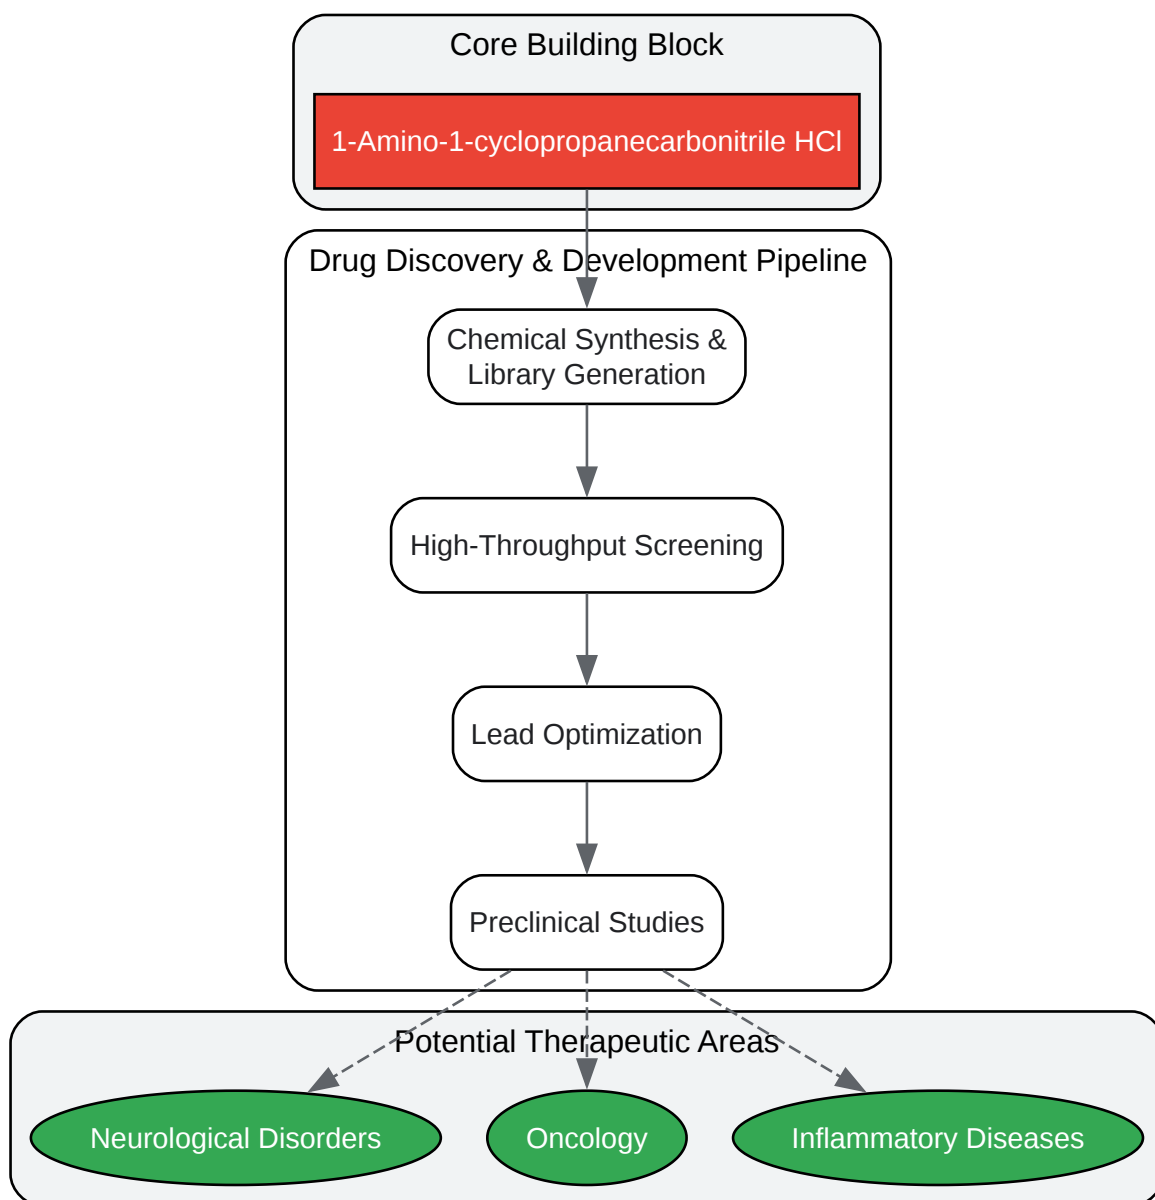 Core Building Block
1-Amino-1-cyclopropanecarbonitrile HCl
Drug Discovery & Development Pipeline
Chemical Synthesis &
Library Generation
High-Throughput Screening
Lead Optimization
Preclinical Studies
Potential Therapeutic Areas
Neurological Disorders
Oncology
Inflammatory Diseases